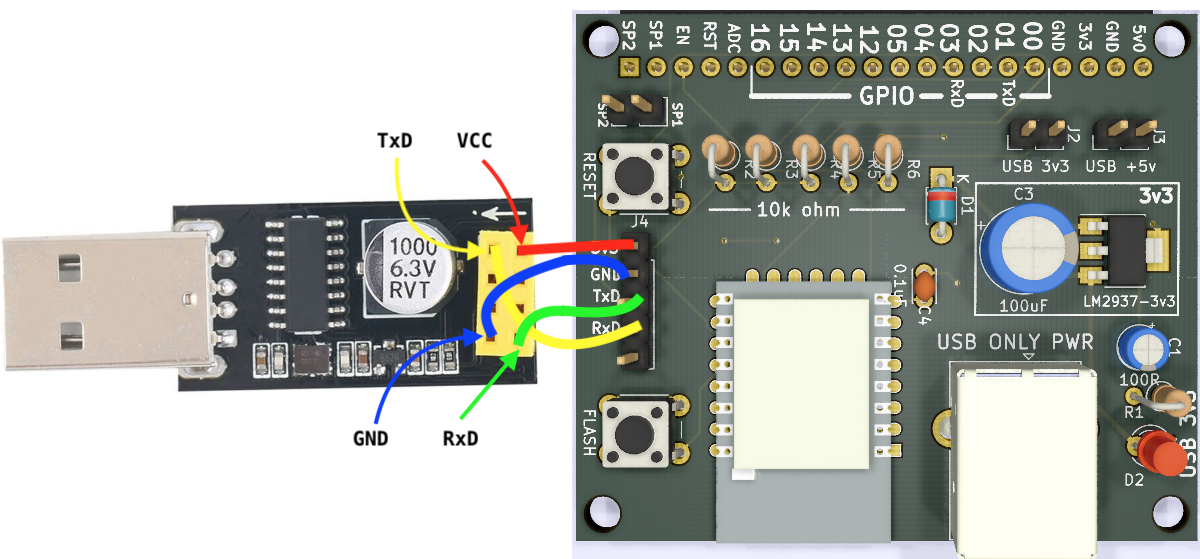 TxD
VCC
1000
6.3V
RVT
GND
RxD
SP2
SP1
EN
RST
ADC
16
15
14
13
12
05
04
03
02
01
00
GND
3v3
GND
5v0
GPIO
RxD
TxD
SP2
SP1
J2
J3
USB 3v3
USB +5v
RESET
R2
R3
R4
R5
R6
10k ohm
K
D1
J4
3v3
GND
TxD
RxD
C3
3v3
100uF
LM2937-3v3
0.1uF
C4
USB ONLY PWR
C1
100R
R1
USB 3v3
D2
FLASH